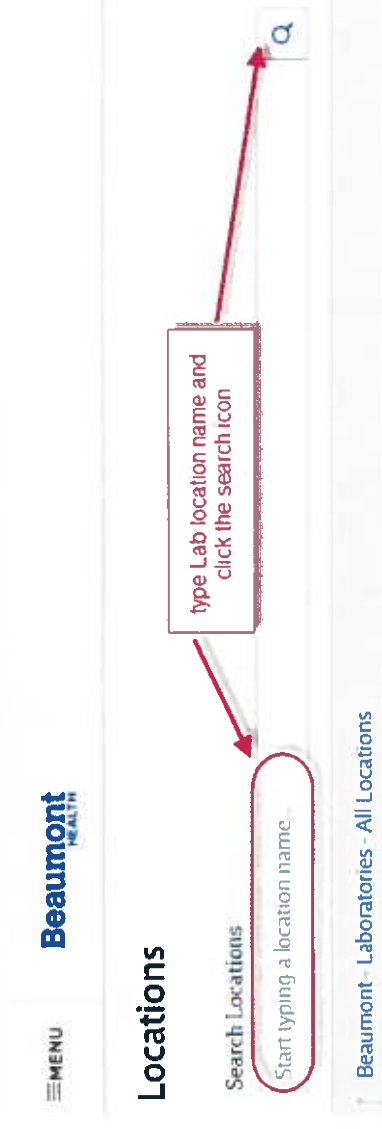 MENU
Beaumont
HEALTH
Locations
Search Locations
Start typing a location name
type Lab location name and
click the search icon
Beaumont - Laboratories - All Locations